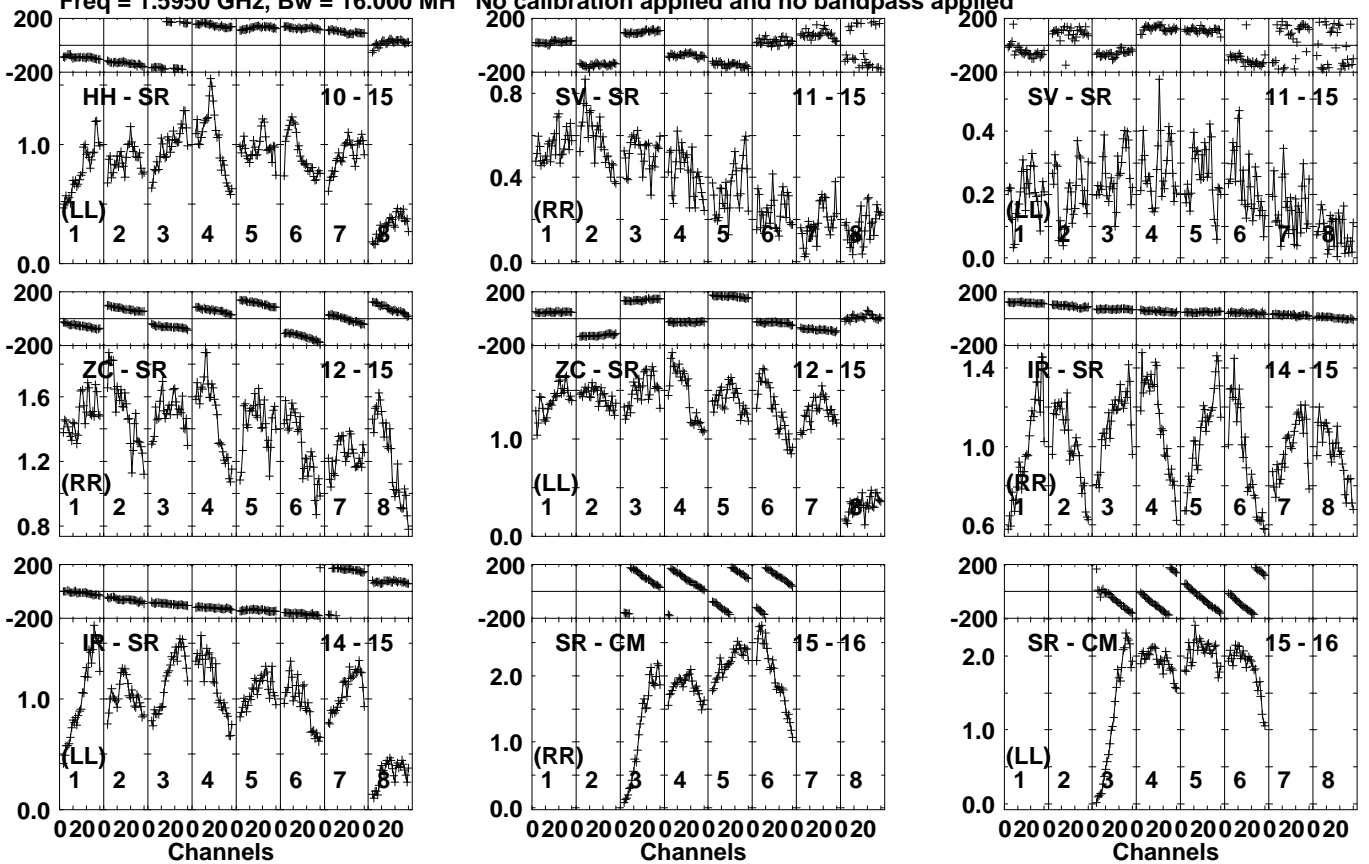 Freq = 1.5950 GHz, Bw = 16.000 MH No calibration applied and no bandpass applied
200 200 200
-200 -200 -200
HH - SR 10 - 15 SV - SR 11 - 15 SV - SR 11 - 15
0.8
1.0 0.4
0.4
0.2
(LL) (RR) (LL)
1 2 3 4 5 6 7 8 1 2 3 4 5 6 7 8 1 2 3 4 5 6 7 8
0.0 0.0 0.0
200 200 200
-200 -200 -200
ZC - SR 12 - 15 ZC - SR 12 - 15 IR - SR 14 - 15
1.4
1.6
1.0 1.0
1.2
(RR) (LL) (RR)
1 2 3 4 5 6 7 8 1 2 3 4 5 6 7 8 1 2 3 4 5 6 7 8
0.8 0.0 0.6
200 200 200
-200 -200 -200
IR - SR 14 - 15 SR - CM 15 - 16 SR - CM 15 - 16
2.0 2.0
1.0
1.0 1.0
(LL) (RR) (LL)
1 2 3 4 5 6 7 8 1 2 3 4 5 6 7 8 1 2 3 4 5 6 7 8
0.0 0.0 0.0
0 20 0 20 0 20 0 20 0 20 0 20 0 20 0 20 0 20 0 20 0 20 0 20 0 20 0 20 0 20 0 20 0 20 0 20 0 20 0 20 0 20 0 20 0 20 0 20
Channels Channels Channels